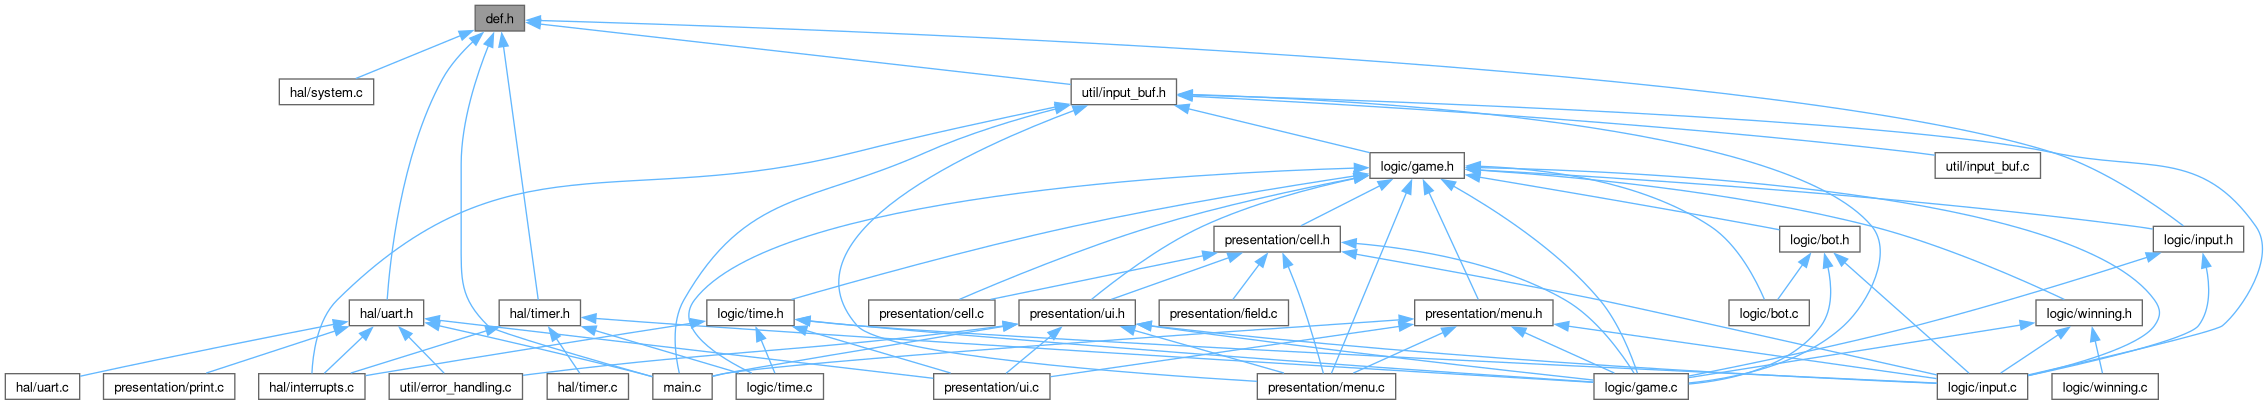 def.h
hal/system.c
util/input_buf.h
logic/game.h
util/input_buf.c
presentation/cell.h
logic/bot.h
logic/input.h
hal/uart.h
hal/timer.h
logic/time.h
presentation/cell.c
presentation/ui.h
presentation/field.c
presentation/menu.h
logic/bot.c
logic/winning.h
hal/uart.c
presentation/print.c
hal/interrupts.c
util/error_handling.c
hal/timer.c
main.c
logic/time.c
presentation/ui.c
presentation/menu.c
logic/game.c
logic/input.c
logic/winning.c